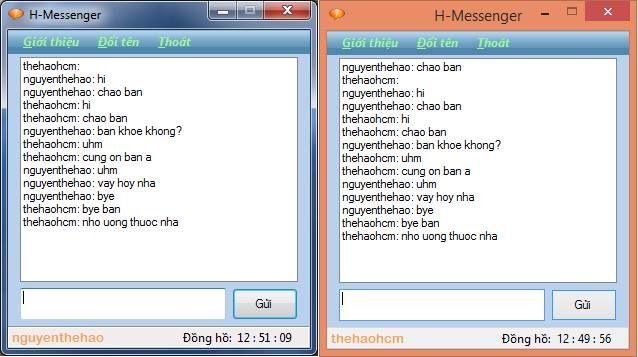 H-Messenger
Giới thiệu Đổi tên Thoát
thehaohcm:
nguyenthehao: hi
nguyenthehao: chao ban
thehaohcm: hi
thehaohcm: chao ban
nguyenthehao: ban khoe khong?
thehaohcm: uhm
thehaohcm: cung on ban a
nguyenthehao: uhm
nguyenthehao: vay hoy nha
nguyenthehao: bye
thehaohcm: bye ban
thehaohcm: nho uong thuoc nha
Gửi
nguyenthehao Đồng hồ: 12 : 51 : 09
H-Messenger
Giới thiệu Đổi tên Thoát
nguyenthehao: chao ban
thehaohcm:
nguyenthehao: hi
nguyenthehao: chao ban
thehaohcm: hi
thehaohcm: chao ban
nguyenthehao: ban khoe khong?
thehaohcm: uhm
thehaohcm: cung on ban a
nguyenthehao: uhm
nguyenthehao: vay hoy nha
nguyenthehao: bye
thehaohcm: bye ban
thehaohcm: nho uong thuoc nha
Gửi
thehaohcm Đồng hồ: 12 : 49 : 56